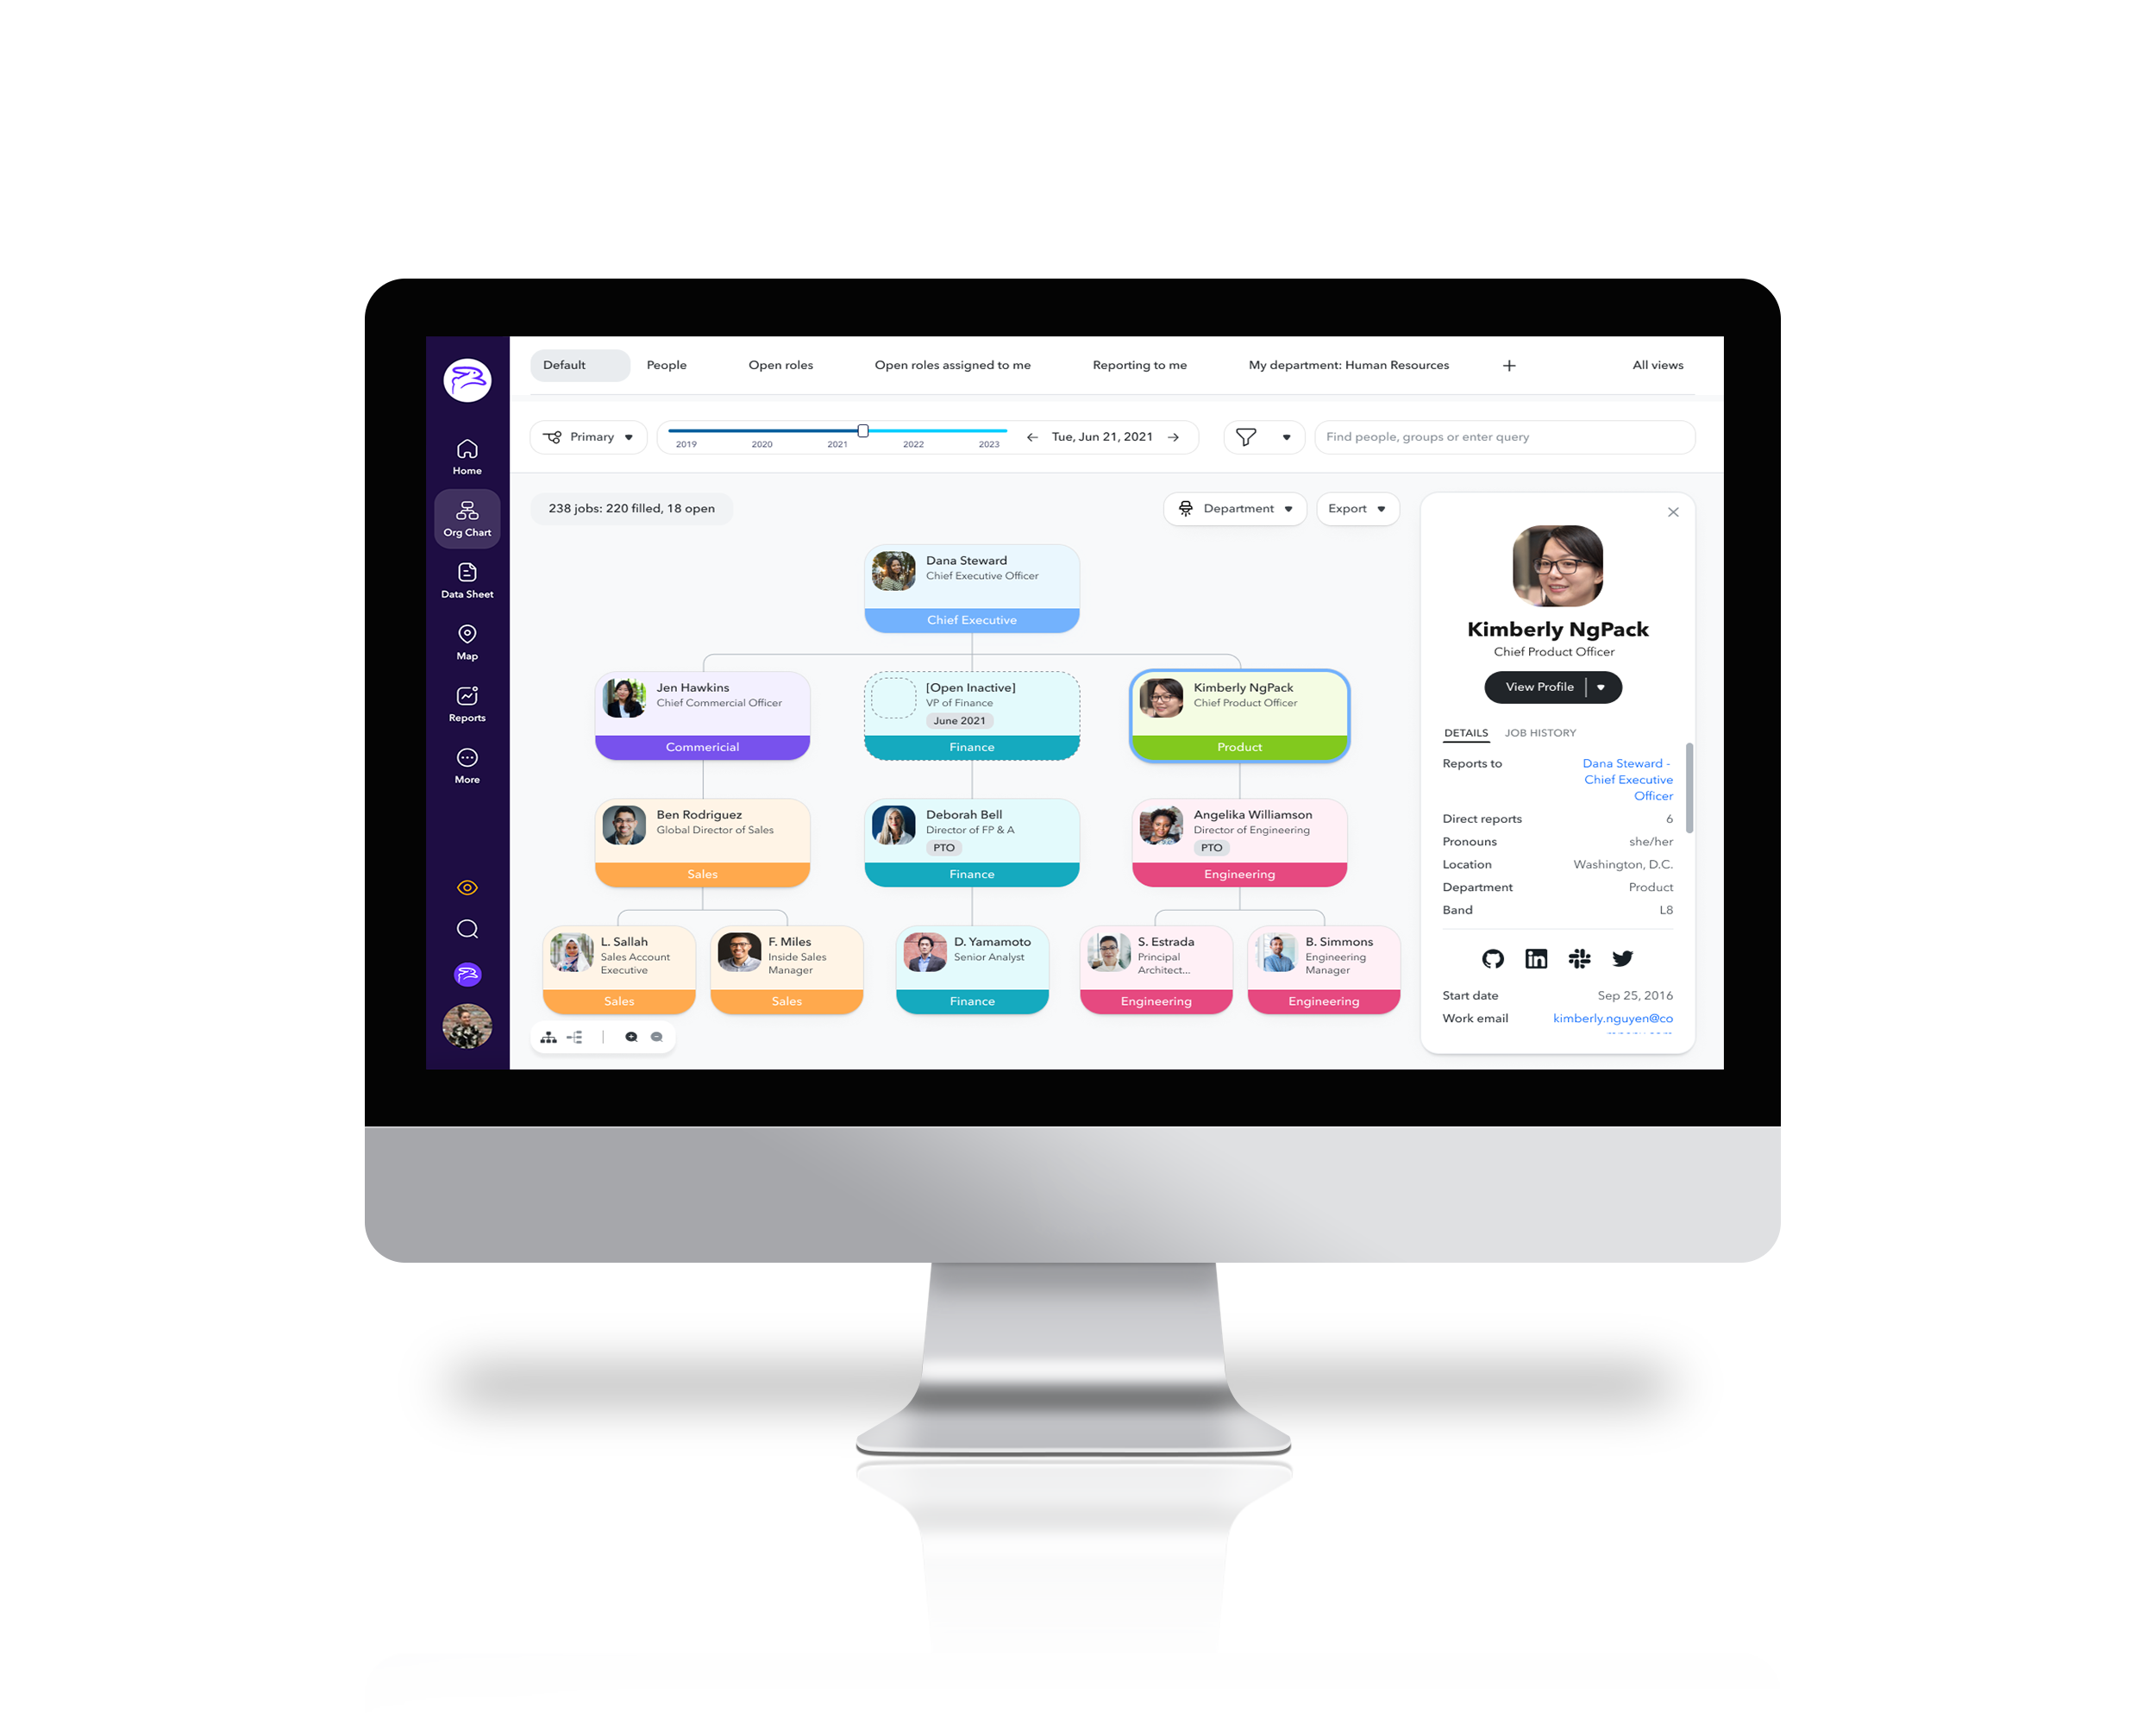 Default
People
Open roles
Open roles assigned to me
Reporting to me
My department: Human Resources
All views
Primary
2019
2020
2021
2022
2023
Tue, Jun 21, 2021
Find people, groups or enter query
Home
Org Chart
Data Sheet
Map
Reports
More
238 jobs: 220 filled, 18 open
Department
Export
Dana Steward
Chief Executive Officer
Chief Executive
Jen Hawkins
Chief Commercial Officer
Commericial
[Open Inactive]
VP of Finance
June 2021
Finance
Kimberly NgPack
Chief Product Officer
Product
Ben Rodriguez
Global Director of Sales
Sales
Deborah Bell
Director of FP & A
PTO
Finance
Angelika Williamson
Director of Engineering
PTO
Engineering
L. Sallah
Sales Account
Executive
Sales
F. Miles
Inside Sales
Manager
Sales
D. Yamamoto
Senior Analyst
Finance
S. Estrada
Principal
Architect...
Engineering
B. Simmons
Engineering
Manager
Engineering
Kimberly NgPack
Chief Product Officer
View Profile
DETAILS
JOB HISTORY
Reports to
Dana Steward -
Chief Executive
Officer
Direct reports
6
Pronouns
she/her
Location
Washington, D.C.
Department
Product
Band
L8
Start date
Sep 25, 2016
Work email
kimberly.nguyen@co